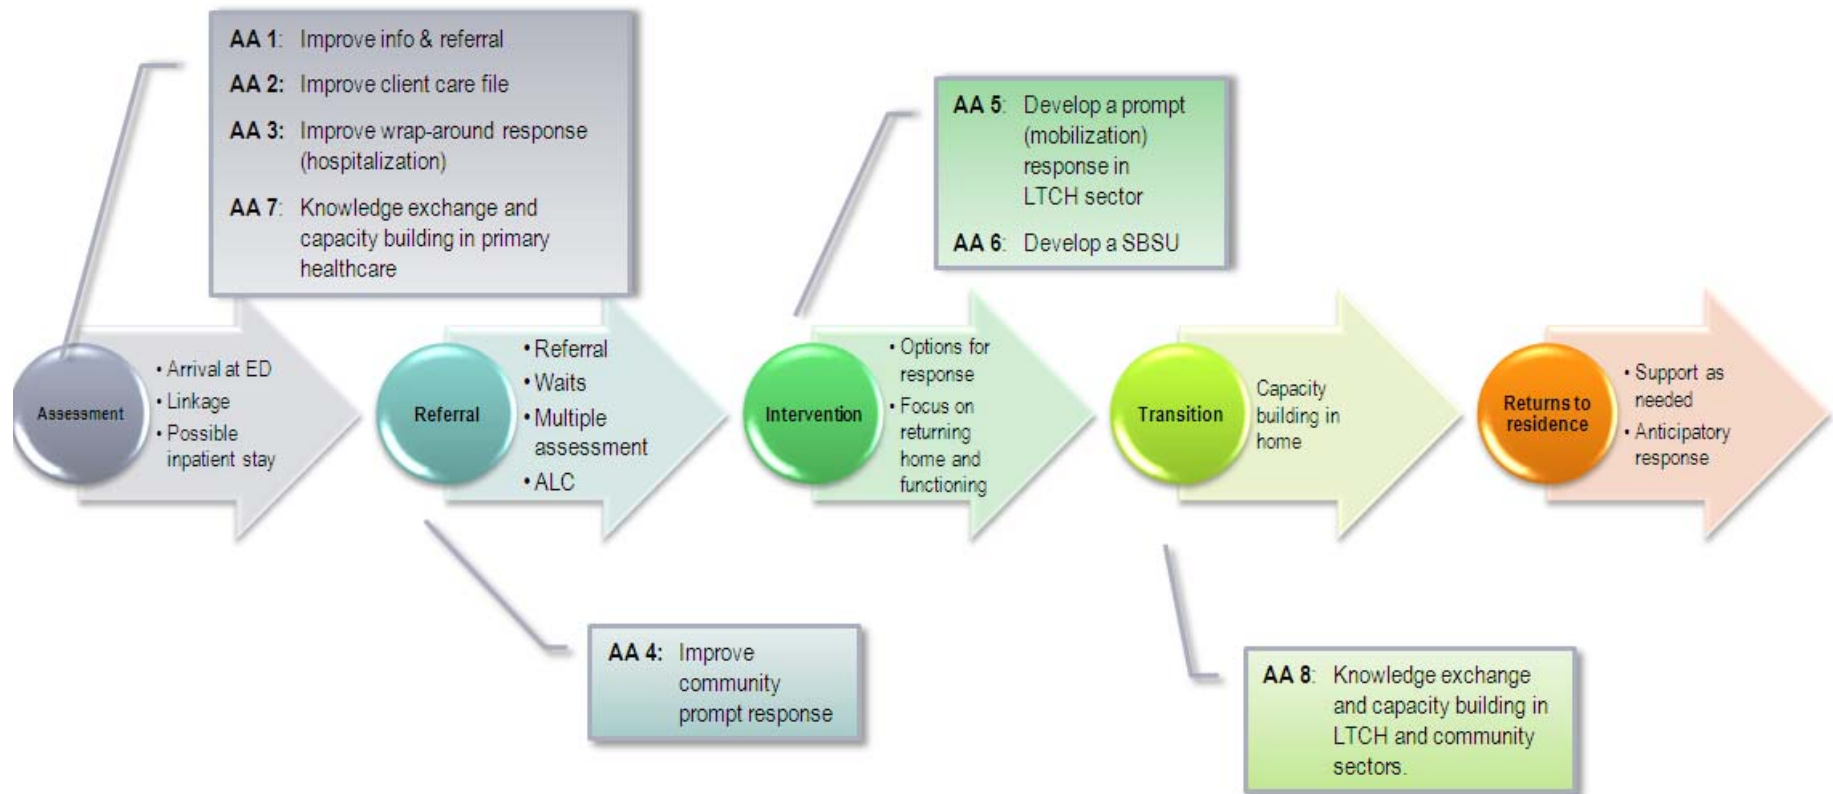 AA 1: Improve info & referral
AA 2: Improve client care file
AA 3: Improve wrap-around response
(hospitalization)
AA 7: Knowledge exchange and
capacity building in primary
healthcare
AA 5: Develop a prompt
(mobilization)
response in
LTCH sector
AA 6: Develop a SBSU
Assessment
• Arrival at ED
• Linkage
• Possible
inpatient stay
Referral
• Referral
• Waits
• Multiple
assessment
• ALC
Intervention
• Options for
response
• Focus on
returning
home and
functioning
Transition
Capacity
building in
home
Returns to
residence
• Support as
needed
• Anticipatory
response
AA 4: Improve
community
prompt response
AA 8: Knowledge exchange
and capacity building in
LTCH and community
sectors.